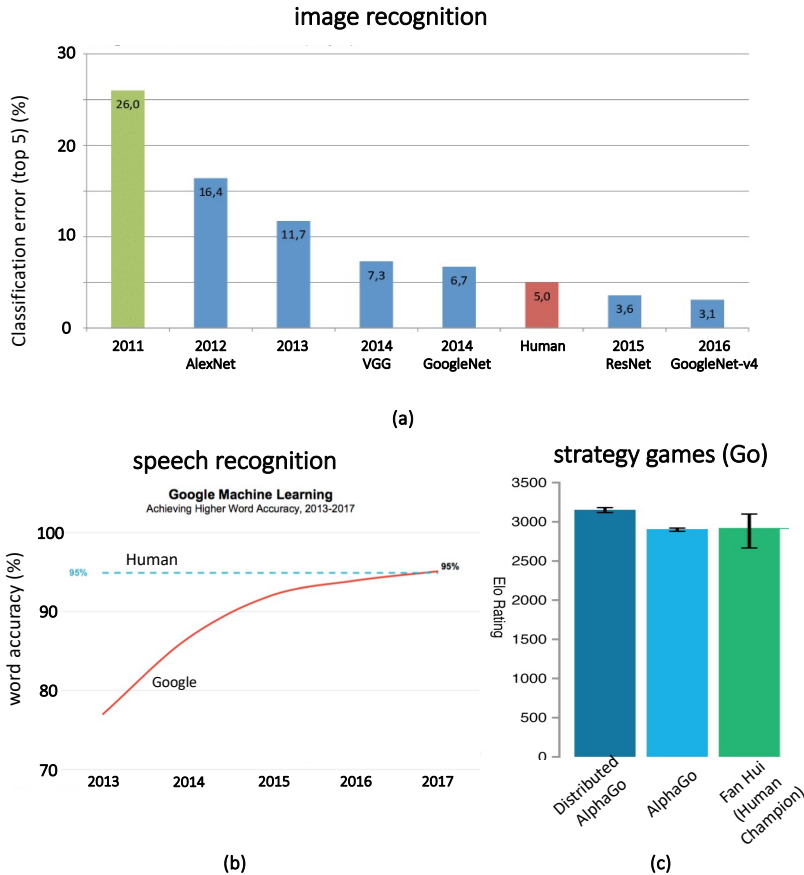 image recognition
Classification error (top 5) (%)
30
20
10
0
26,0
16,4
11,7
7,3
6,7
5,0
3,6
3,1
2011
2012
AlexNet
2013
2014
VGG
2014
GoogleNet
Human
2015
ResNet
2016
GoogleNet-v4
(a)
speech recognition
Google Machine Learning
Achieving Higher Word Accuracy, 2013-2017
word accuracy (%)
100
90
80
70
95%
Human
95%
Google
2013
2014
2015
2016
2017
(b)
strategy games (Go)
Elo Rating
3500
3000
2500
2000
1500
1000
500
0
Distributed
AlphaGo
AlphaGo
Fan Hui
(Human
Champion)
(c)